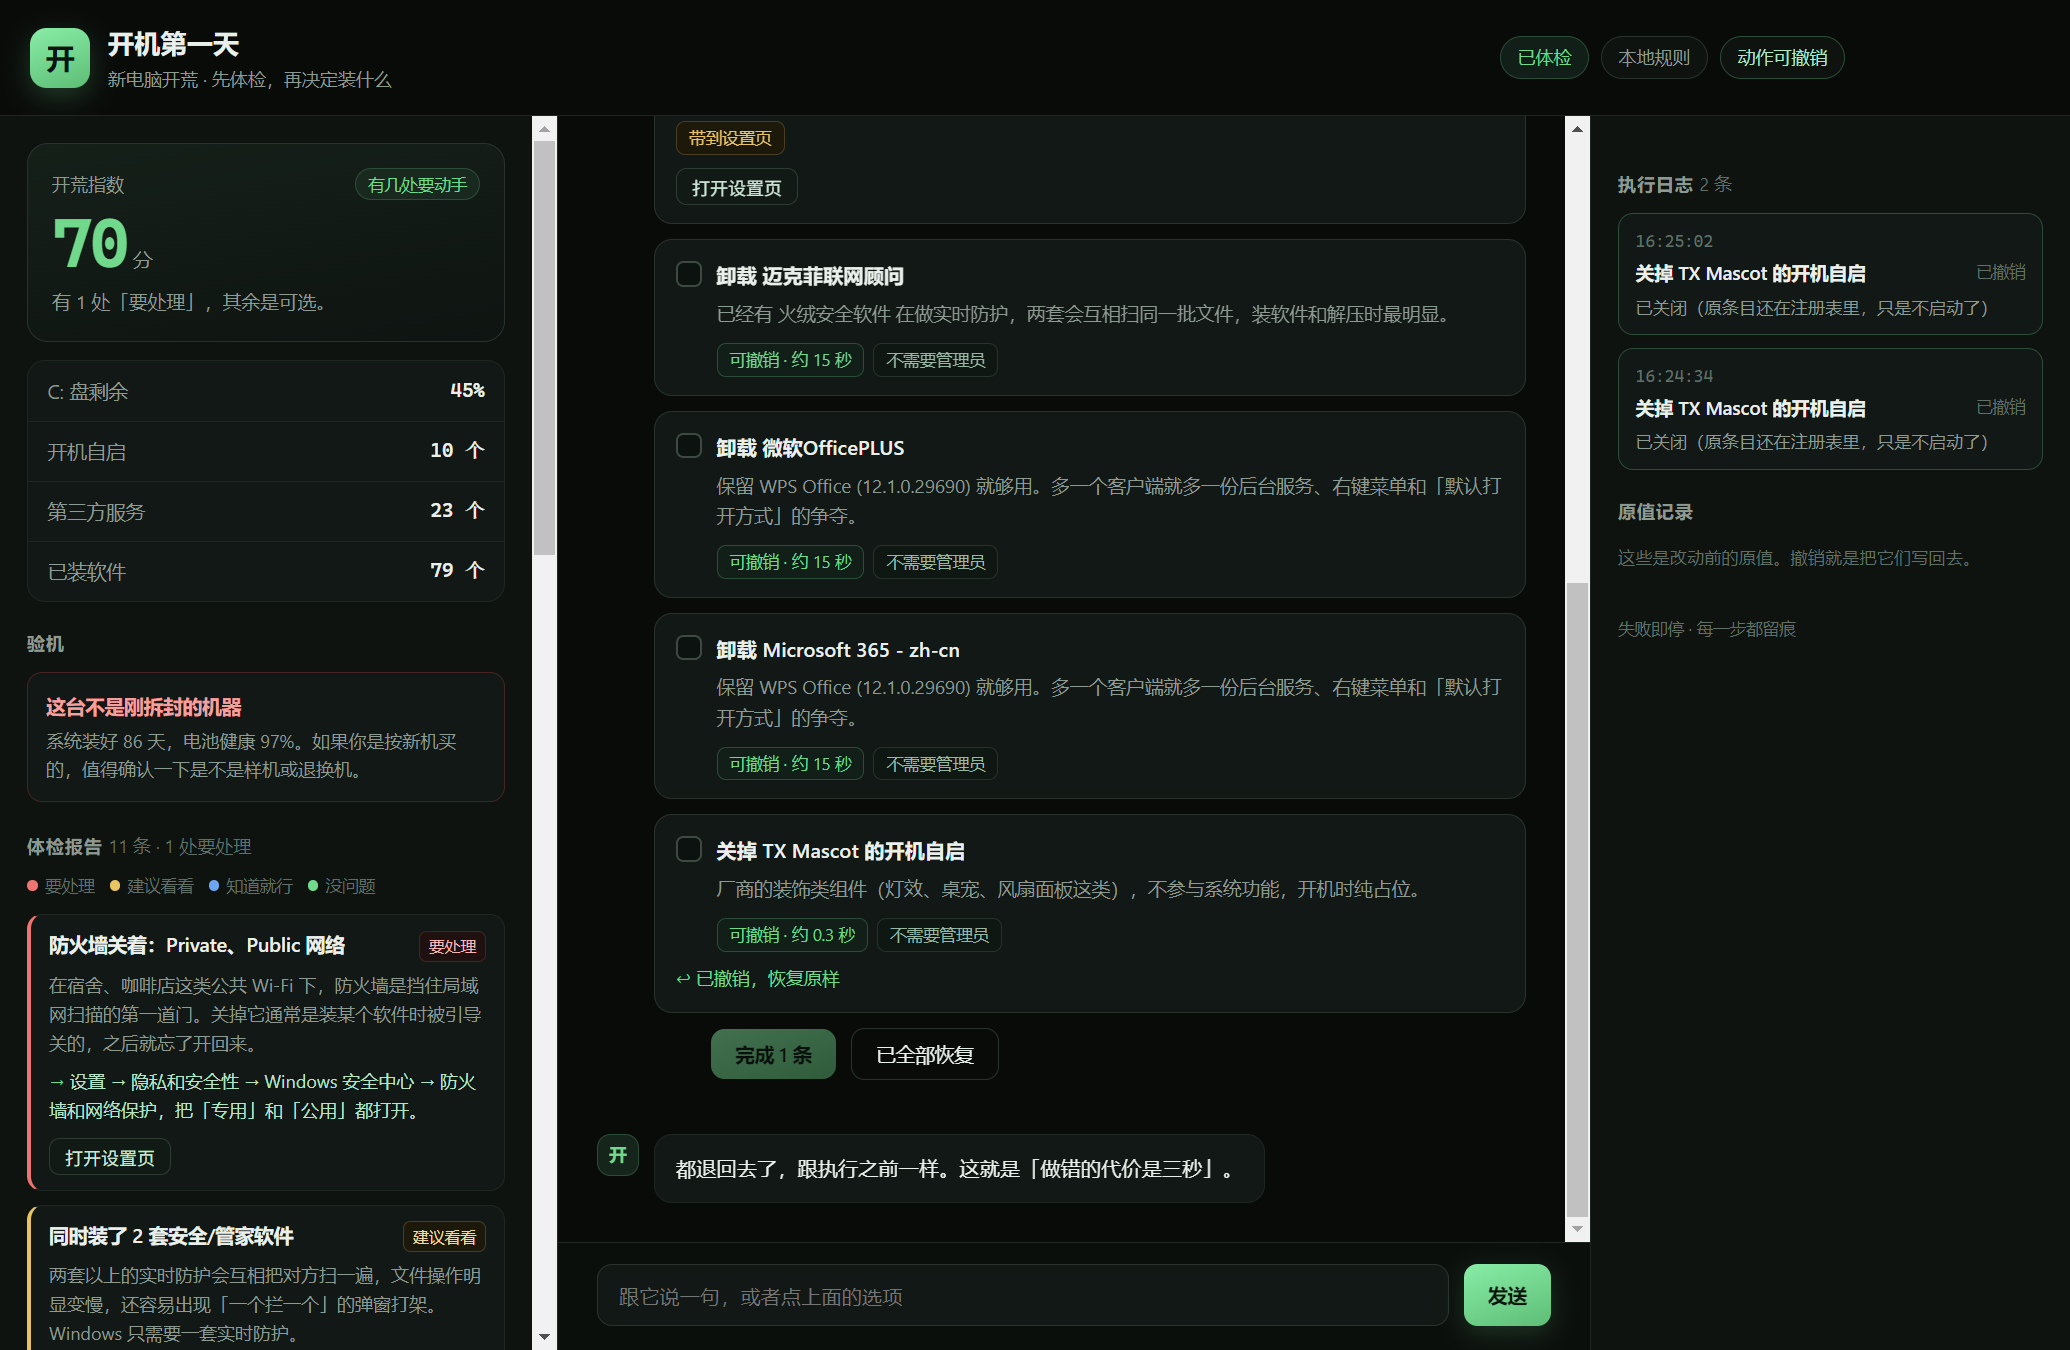 开
开机第一天
新电脑开荒 · 先体检，再决定装什么
已体检
本地规则
动作可撤销
开荒指数
有几处要动手
70 分
有 1 处「要处理」，其余是可选。
C: 盘剩余
45%
开机自启
10 个
第三方服务
23 个
已装软件
79 个
验机
这台不是刚拆封的机器
系统装好 86 天，电池健康 97%。如果你是按新机买
的，值得确认一下是不是样机或退换机。
体检报告 11 条 · 1 处要处理
要处理 建议看看 知道就行 没问题
防火墙关着：Private、Public 网络
要处理
在宿舍、咖啡店这类公共 Wi-Fi 下，防火墙是挡住局域
网扫描的第一道门。关掉它通常是装某个软件时被引导
关的，之后就忘了开回来。
→ 设置 → 隐私和安全性 → Windows 安全中心 → 防火
墙和网络保护，把「专用」和「公用」都打开。
打开设置页
同时装了 2 套安全/管家软件
建议看看
两套以上的实时防护会互相把对方扫一遍，文件操作明
显变慢，还容易出现「一个拦一个」的弹窗打架。
Windows 只需要一套实时防护。
带到设置页
打开设置页
卸载 迈克菲联网顾问
已经有 火绒安全软件 在做实时防护，两套会互相扫同一批文件，装软件和解压时最明显。
可撤销 · 约 15 秒
不需要管理员
卸载 微软OfficePLUS
保留 WPS Office (12.1.0.29690) 就够用。多一个客户端就多一份后台服务、右键菜单和「默认打
开方式」的争夺。
可撤销 · 约 15 秒
不需要管理员
卸载 Microsoft 365 - zh-cn
保留 WPS Office (12.1.0.29690) 就够用。多一个客户端就多一份后台服务、右键菜单和「默认打
开方式」的争夺。
可撤销 · 约 15 秒
不需要管理员
关掉 TX Mascot 的开机自启
厂商的装饰类组件（灯效、桌宠、风扇面板这类），不参与系统功能，开机时纯占位。
可撤销 · 约 0.3 秒
不需要管理员
↩ 已撤销，恢复原样
完成 1 条
已全部恢复
开
都退回去了，跟执行之前一样。这就是「做错的代价是三秒」。
跟它说一句，或者点上面的选项
发送
执行日志 2 条
16:25:02
关掉 TX Mascot 的开机自启
已撤销
已关闭（原条目还在注册表里，只是不启动了）
16:24:34
关掉 TX Mascot 的开机自启
已撤销
已关闭（原条目还在注册表里，只是不启动了）
原值记录
这些是改动前的原值。撤销就是把它们写回去。
失败即停 · 每一步都留痕